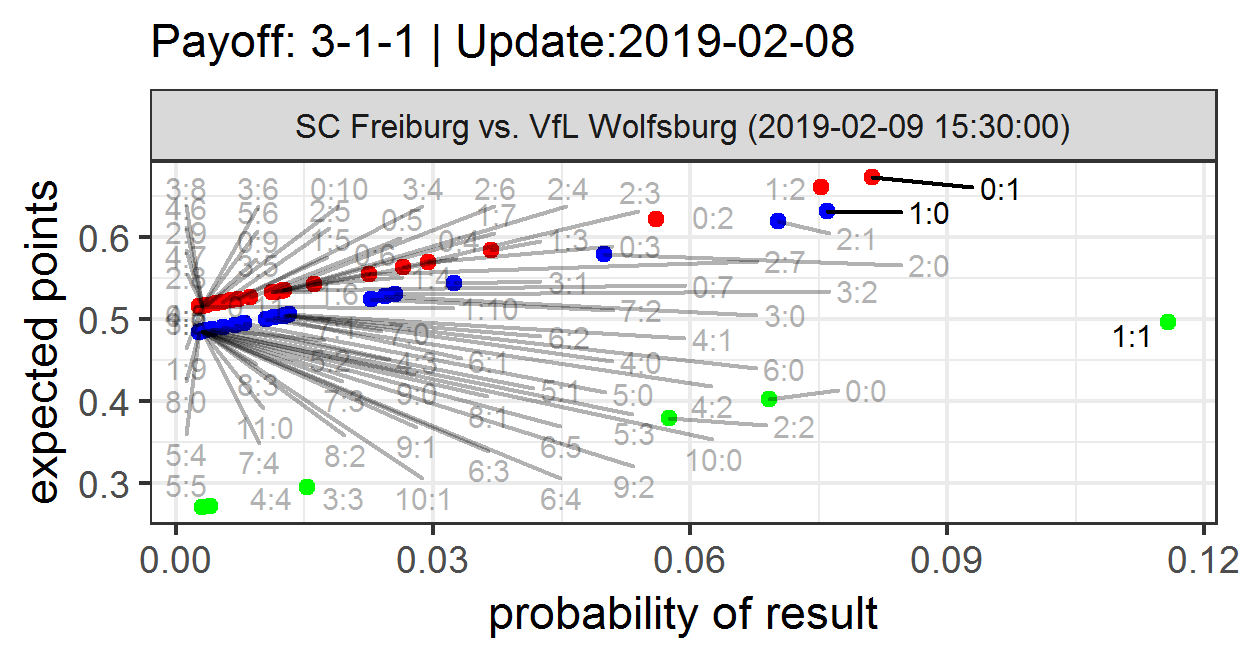 Payoff: 3-1-1 | Update:2019-02-08
SC Freiburg vs. VfL Wolfsburg (2019-02-09 15:30:00)
expected points
0.6
0.5
0.4
0.3
3:8 3:6 0:10 3:4 2:6 2:4 2:3 1:2 0:1
4:6 5:6 2:5 0:5 1:7 0:2 1:0
2:9 0:9 1:5 0:4 1:3 0:3 2:1
4:7 3:5 0:6 2:7 2:0
2:8 1:4 3:1 0:7 3:2
1:6 1:10 7:2 3:0
7:1 7:0 6:2 4:1 1:1
1:9 5:2 4:3 6:1 4:0 6:0
8:0 8:3 7:3 9:0 5:1 5:0 4:2 0:0
11:0 8:1 5:3 2:2
5:4 7:4 8:2 9:1 6:5 10:0
5:5 4:4 3:3 10:1 6:3 6:4 9:2
0.00 0.03 0.06 0.09 0.12
probability of result